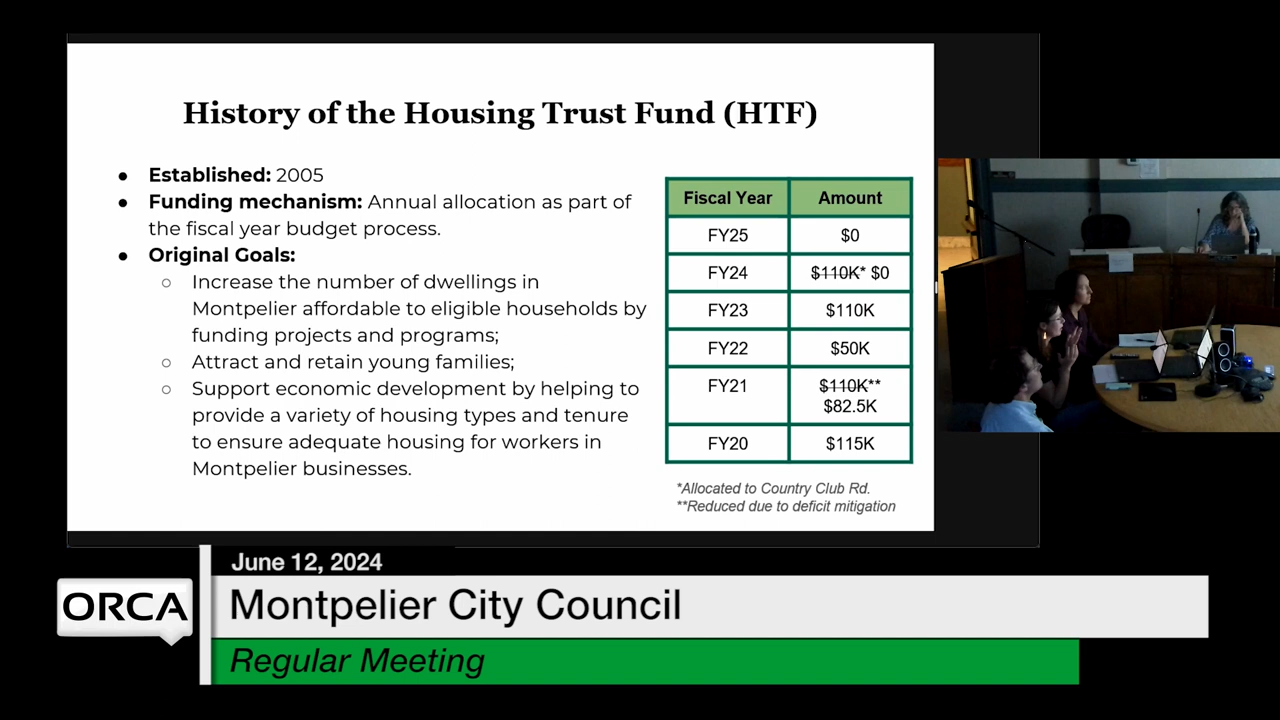 History of the Housing Trust Fund (HTF)
● Established: 2005
● Funding mechanism: Annual allocation as part of
the fiscal year budget process.
● Original Goals:
○ Increase the number of dwellings in
Montpelier affordable to eligible households by
funding projects and programs;
○ Attract and retain young families;
○ Support economic development by helping to
provide a variety of housing types and tenure
to ensure adequate housing for workers in
Montpelier businesses.
Fiscal Year Amount
FY25 $0
FY24 $110K* $0
FY23 $110K
FY22 $50K
FY21 $110K**
$82.5K
FY20 $115K
*Allocated to Country Club Rd.
**Reduced due to deficit mitigation
June 12, 2024
ORCA
Montpelier City Council
Regular Meeting